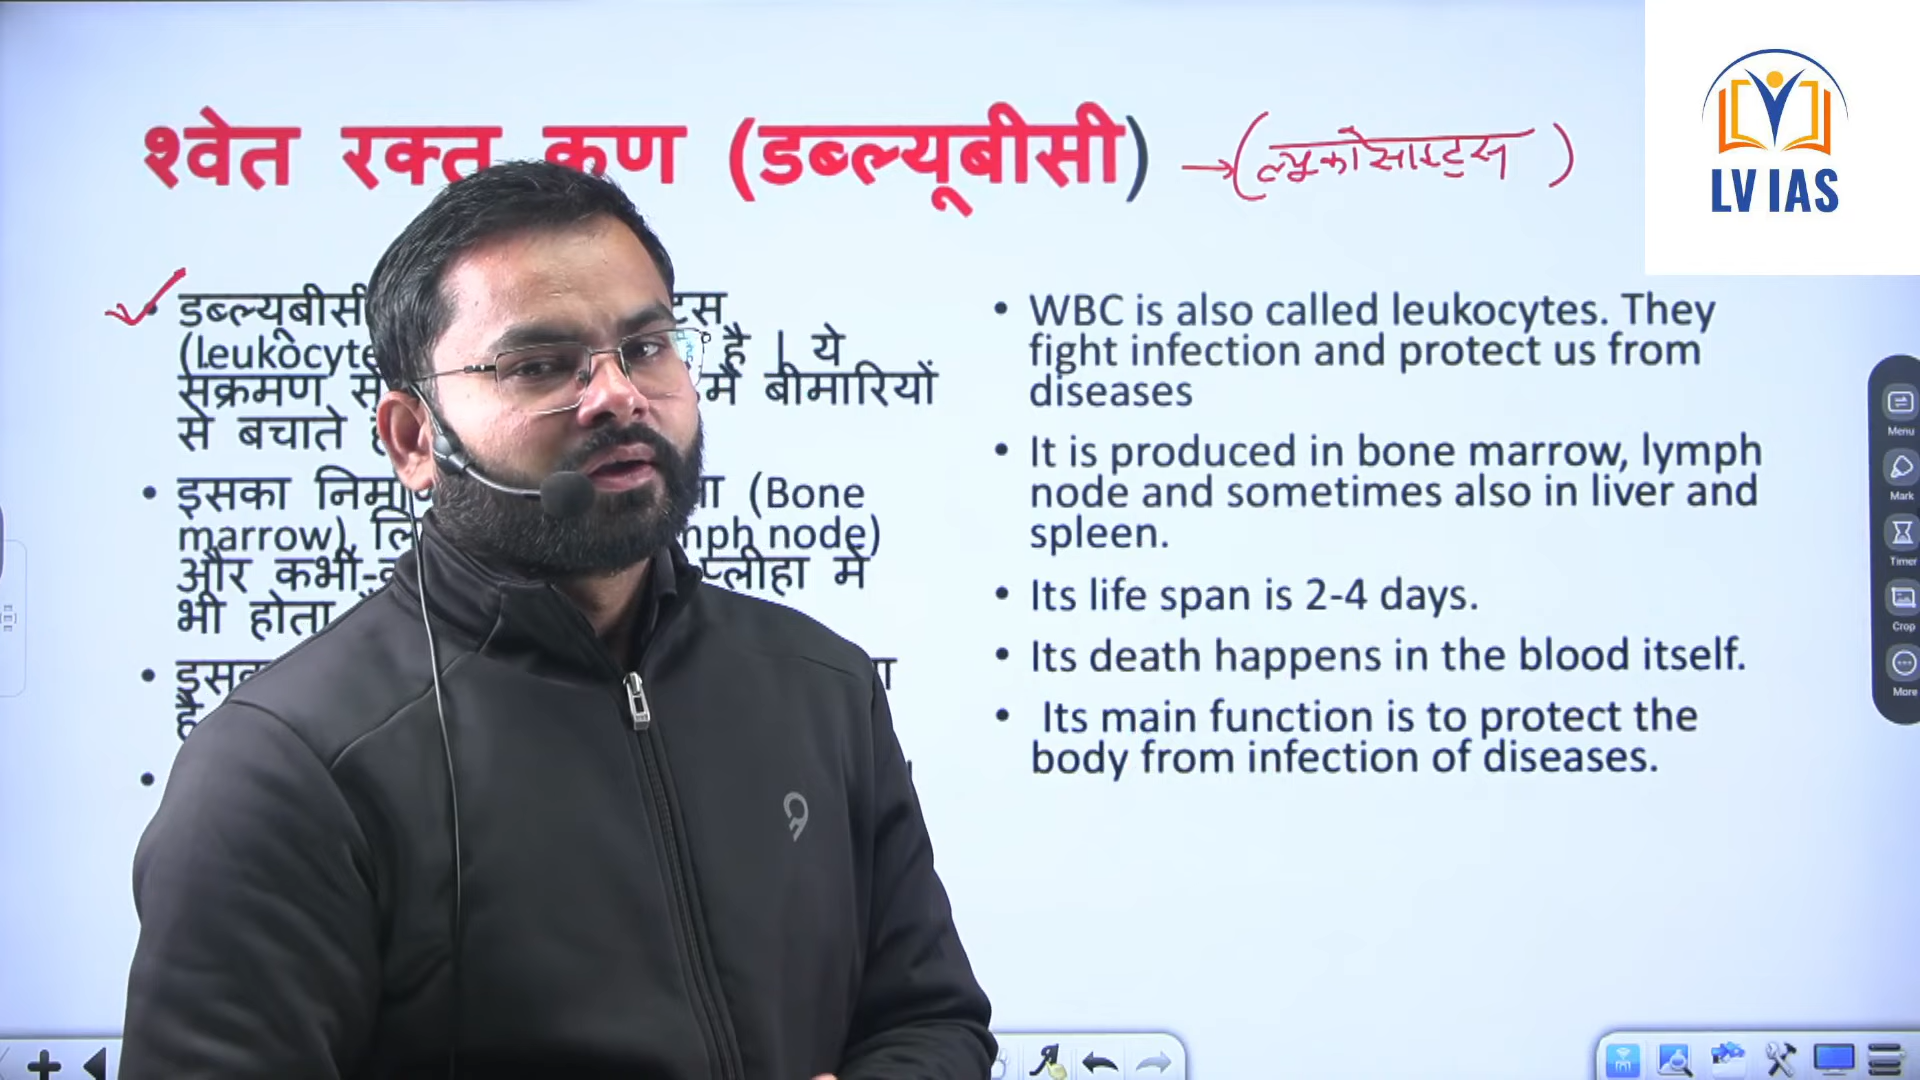 श्वेत रक्त कण (डब्ल्यूबीसी) → (ल्यूकोसाइटस)
LV IAS
• डब्ल्यूबीसी टस
(Leukocyte है | ये
सक्रमण स में बीमारियों
से बचाते
• इसका (Bone
marrow), mph node)
और कभी- प्लीहा में
भी होता
•
है
•
• WBC is also called leukocytes. They
fight infection and protect us from
diseases
• It is produced in bone marrow, lymph
node and sometimes also in liver and
spleen.
• Its life span is 2-4 days.
• Its death happens in the blood itself.
• Its main function is to protect the
body from infection of diseases.
Menu
Mark
Timer
Crop
More